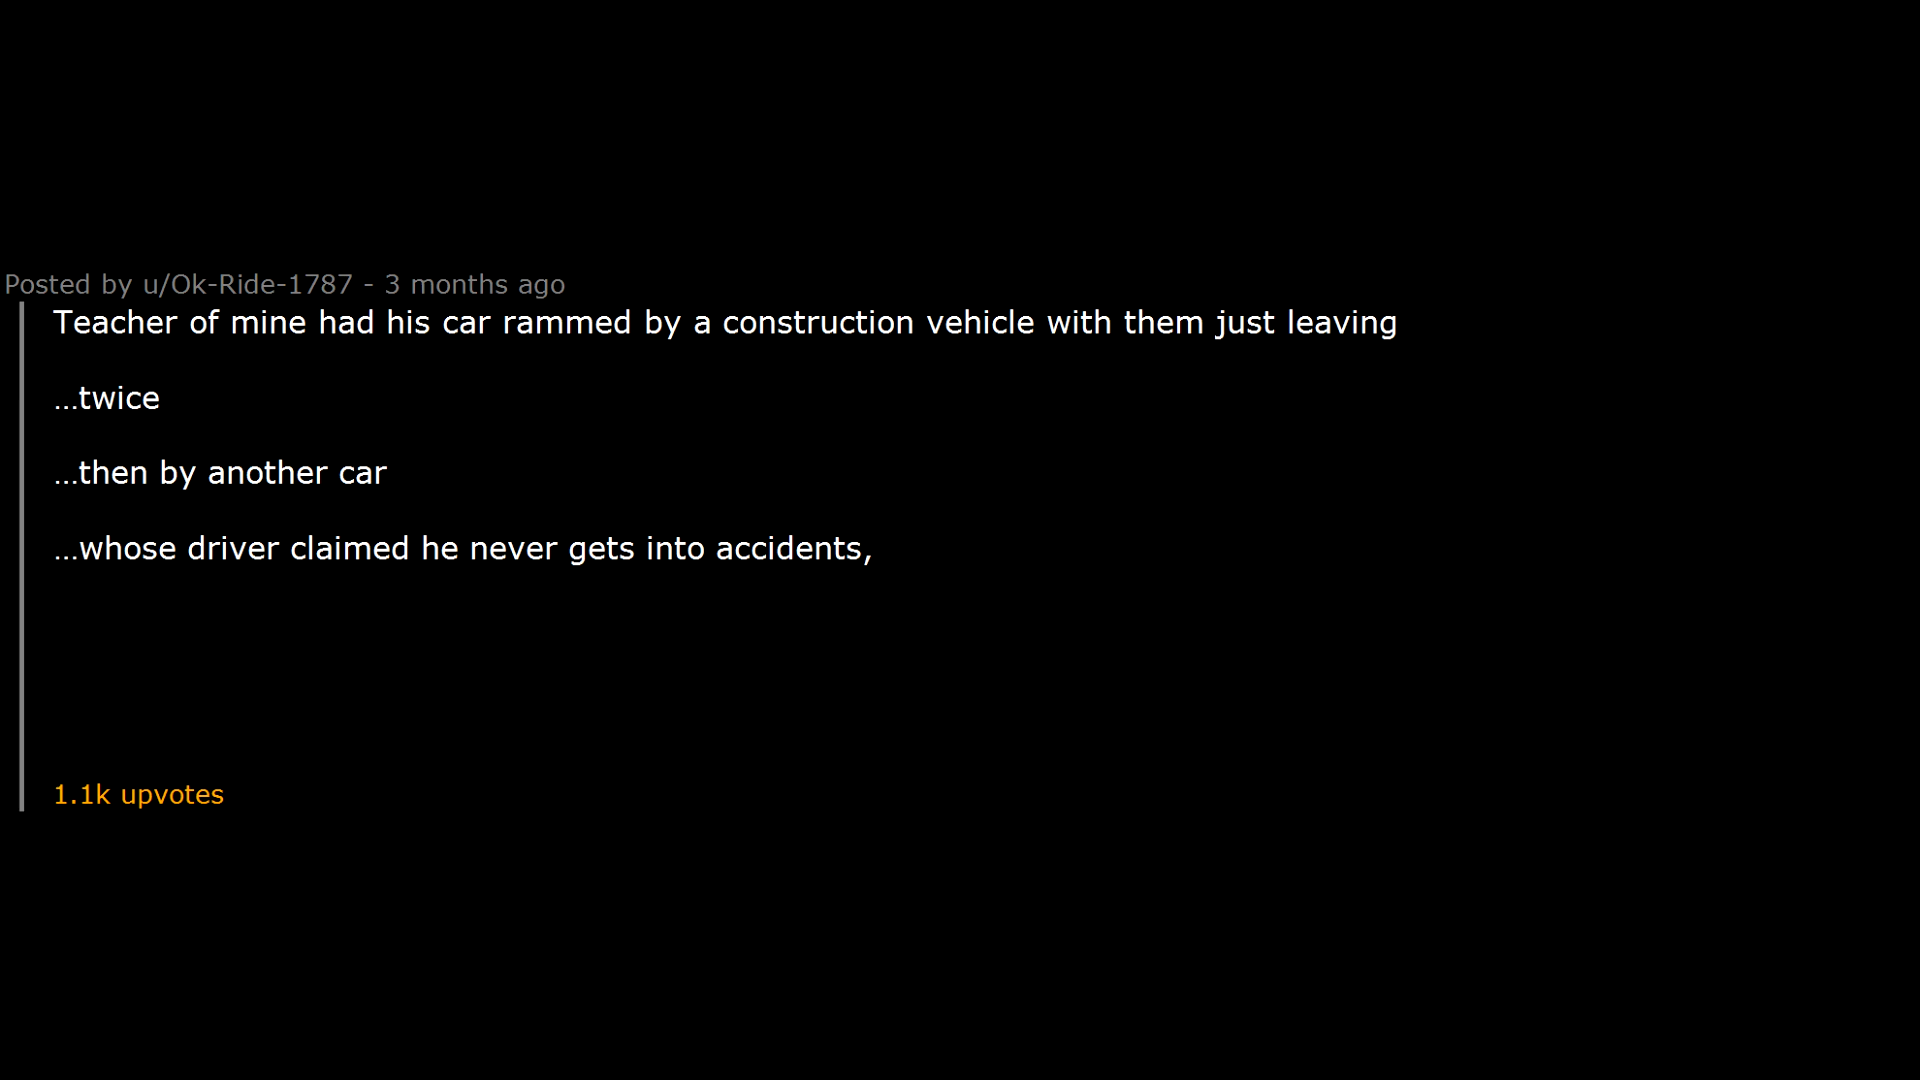 Posted by u/Ok-Ride-1787 - 3 months ago
Teacher of mine had his car rammed by a construction vehicle with them just leaving
…twice
…then by another car
…whose driver claimed he never gets into accidents,
1.1k upvotes